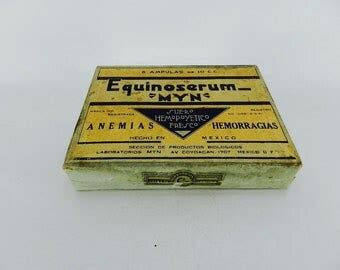 6 AMPULAS DE 10 C.C.
Equinoserum
"MYN"
SUERO
HEMOPOYETICO
FRESCO
ANEMIAS
HEMORRAGIAS
HECHO EN MEXICO
SECCION DE PRODUCTOS BIOLOGICOS
LABORATORIOS MYN AV COYOACAN 1707 MEXICO D F